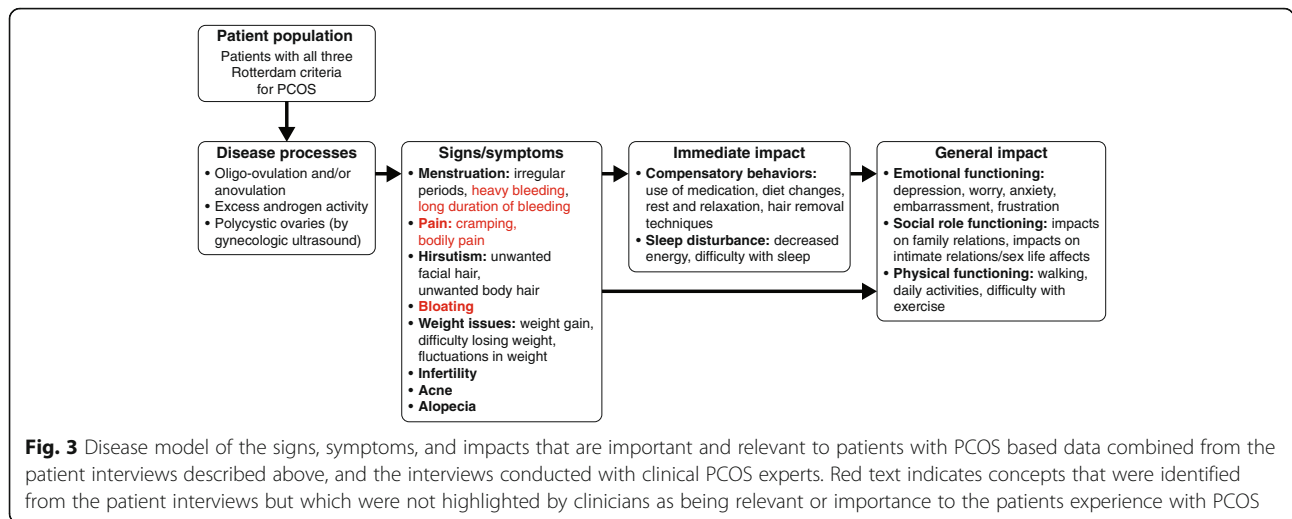 Patient population
Patients with all three
Rotterdam criteria
for PCOS
Disease processes
• Oligo-ovulation and/or
anovulation
• Excess androgen activity
• Polycystic ovaries (by
gynecologic ultrasound)
Signs/symptoms
• Menstruation: irregular
periods, heavy bleeding,
long duration of bleeding
• Pain: cramping,
bodily pain
• Hirsutism: unwanted
facial hair,
unwanted body hair
• Bloating
• Weight issues: weight gain,
difficulty losing weight,
fluctuations in weight
• Infertility
• Acne
• Alopecia
Immediate impact
• Compensatory behaviors:
use of medication, diet changes,
rest and relaxation, hair removal
techniques
• Sleep disturbance: decreased
energy, difficulty with sleep
General impact
• Emotional functioning:
depression, worry, anxiety,
embarrassment, frustration
• Social role functioning: impacts
on family relations, impacts on
intimate relations/sex life affects
• Physical functioning: walking,
daily activities, difficulty with
exercise
Fig. 3 Disease model of the signs, symptoms, and impacts that are important and relevant to patients with PCOS based data combined from the
patient interviews described above, and the interviews conducted with clinical PCOS experts. Red text indicates concepts that were identified
from the patient interviews but which were not highlighted by clinicians as being relevant or importance to the patients experience with PCOS